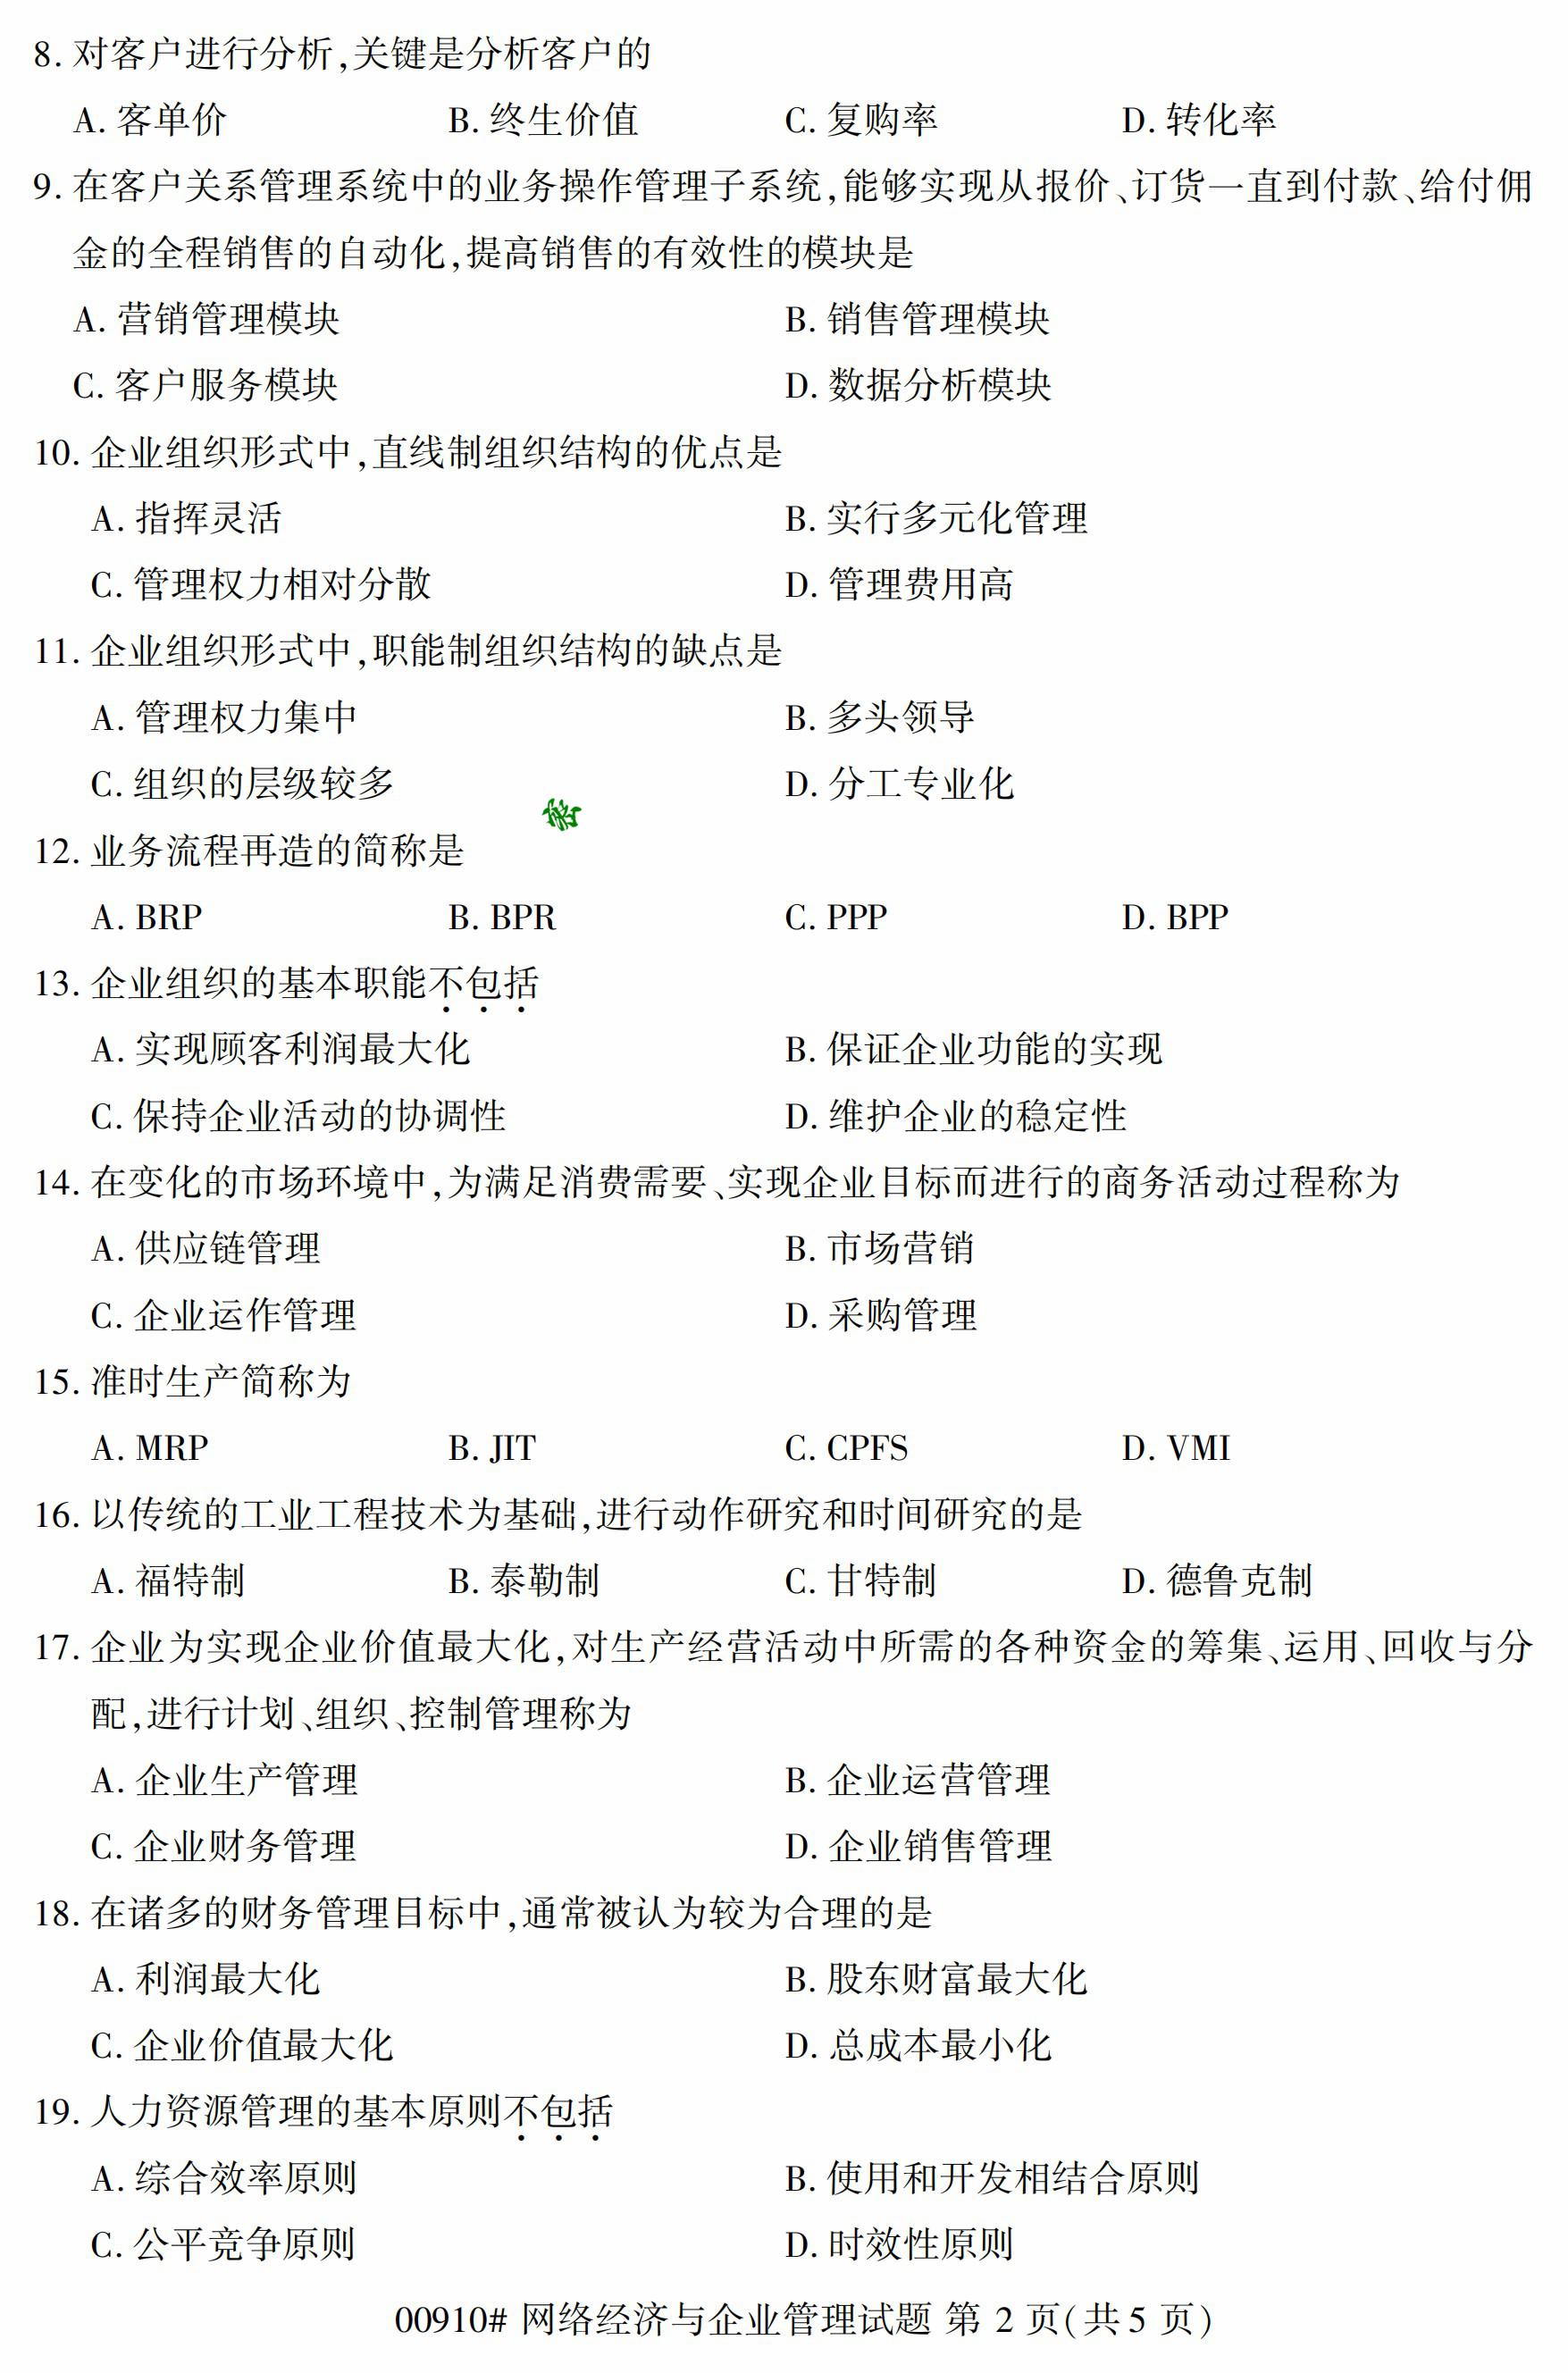 8. 对客户进行分析,关键是分析客户的
A. 客单价 B. 终生价值 C. 复购率 D. 转化率
9. 在客户关系管理系统中的业务操作管理子系统,能够实现从报价、订货一直到付款、给付佣
金的全程销售的自动化,提高销售的有效性的模块是
A. 营销管理模块 B. 销售管理模块
C. 客户服务模块 D. 数据分析模块
10. 企业组织形式中,直线制组织结构的优点是
A. 指挥灵活 B. 实行多元化管理
C. 管理权力相对分散 D. 管理费用高
11. 企业组织形式中,职能制组织结构的缺点是
A. 管理权力集中 B. 多头领导
C. 组织的层级较多 D. 分工专业化
12. 业务流程再造的简称是
A. BRP B. BPR C. PPP D. BPP
13. 企业组织的基本职能不包括
A. 实现顾客利润最大化 B. 保证企业功能的实现
C. 保持企业活动的协调性 D. 维护企业的稳定性
14. 在变化的市场环境中,为满足消费需要、实现企业目标而进行的商务活动过程称为
A. 供应链管理 B. 市场营销
C. 企业运作管理 D. 采购管理
15. 准时生产简称为
A. MRP B. JIT C. CPFS D. VMI
16. 以传统的工业工程技术为基础,进行动作研究和时间研究的是
A. 福特制 B. 泰勒制 C. 甘特制 D. 德鲁克制
17. 企业为实现企业价值最大化,对生产经营活动中所需的各种资金的筹集、运用、回收与分
配,进行计划、组织、控制管理称为
A. 企业生产管理 B. 企业运营管理
C. 企业财务管理 D. 企业销售管理
18. 在诸多的财务管理目标中,通常被认为较为合理的是
A. 利润最大化 B. 股东财富最大化
C. 企业价值最大化 D. 总成本最小化
19. 人力资源管理的基本原则不包括
A. 综合效率原则 B. 使用和开发相结合原则
C. 公平竞争原则 D. 时效性原则
00910# 网络经济与企业管理试题 第 2 页(共 5 页)